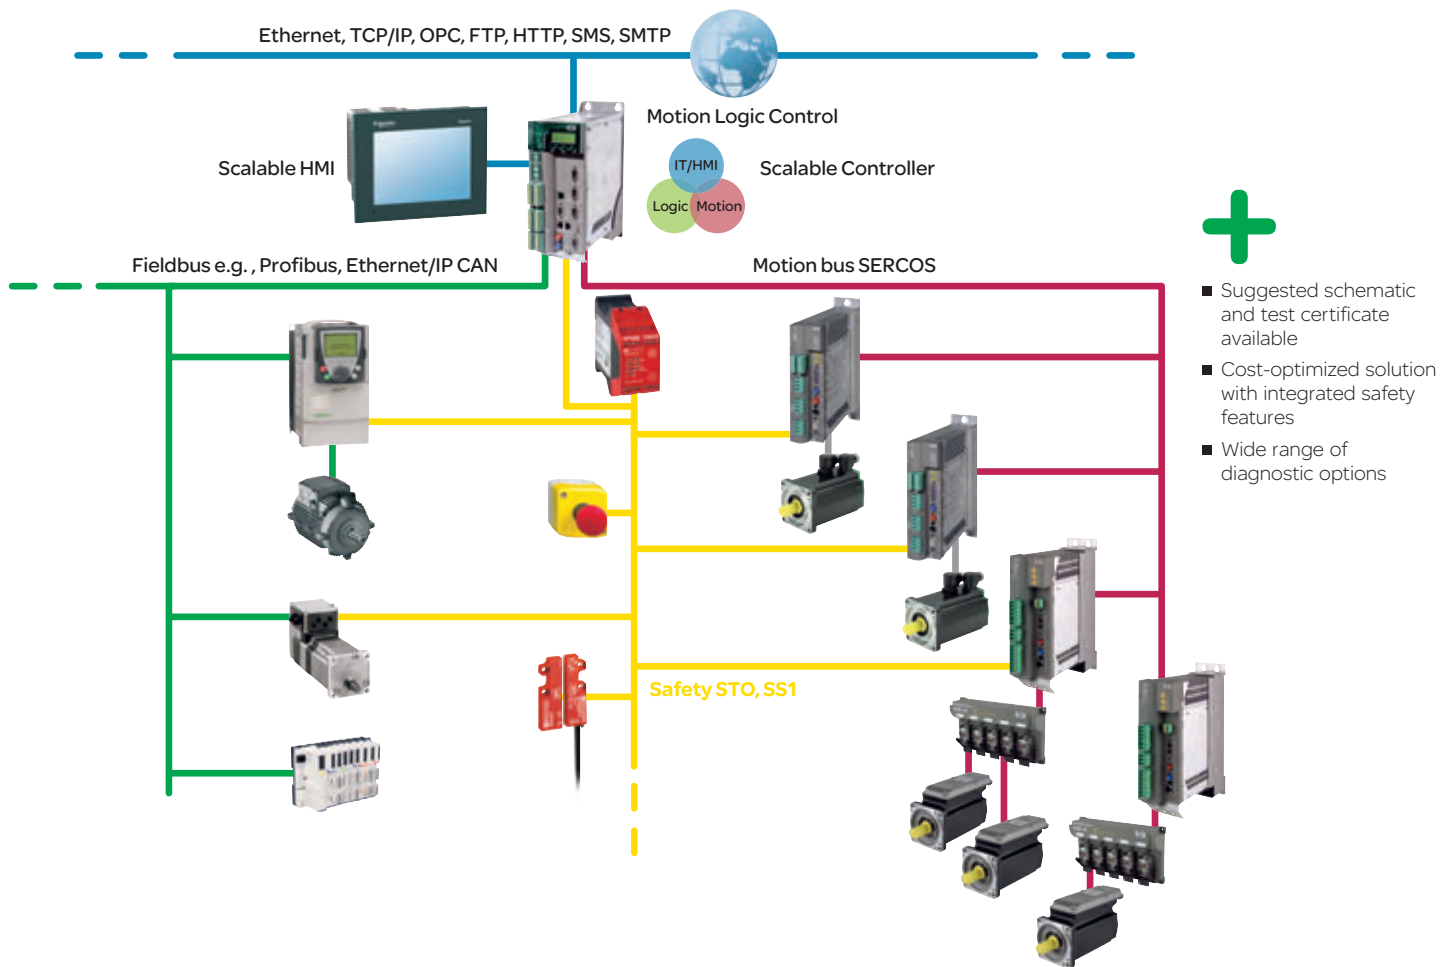 Ethernet, TCP/IP, OPC, FTP, HTTP, SMS, SMTP
Motion Logic Control
Scalable HMI
IT/HMI
Logic
Motion
Scalable Controller
Fieldbus e.g. , Profibus, Ethernet/IP CAN
Motion bus SERCOS
Suggested schematic
and test certificate
available
Cost-optimized solution
with integrated safety
features
Wide range of
diagnostic options
Safety STO, SS1